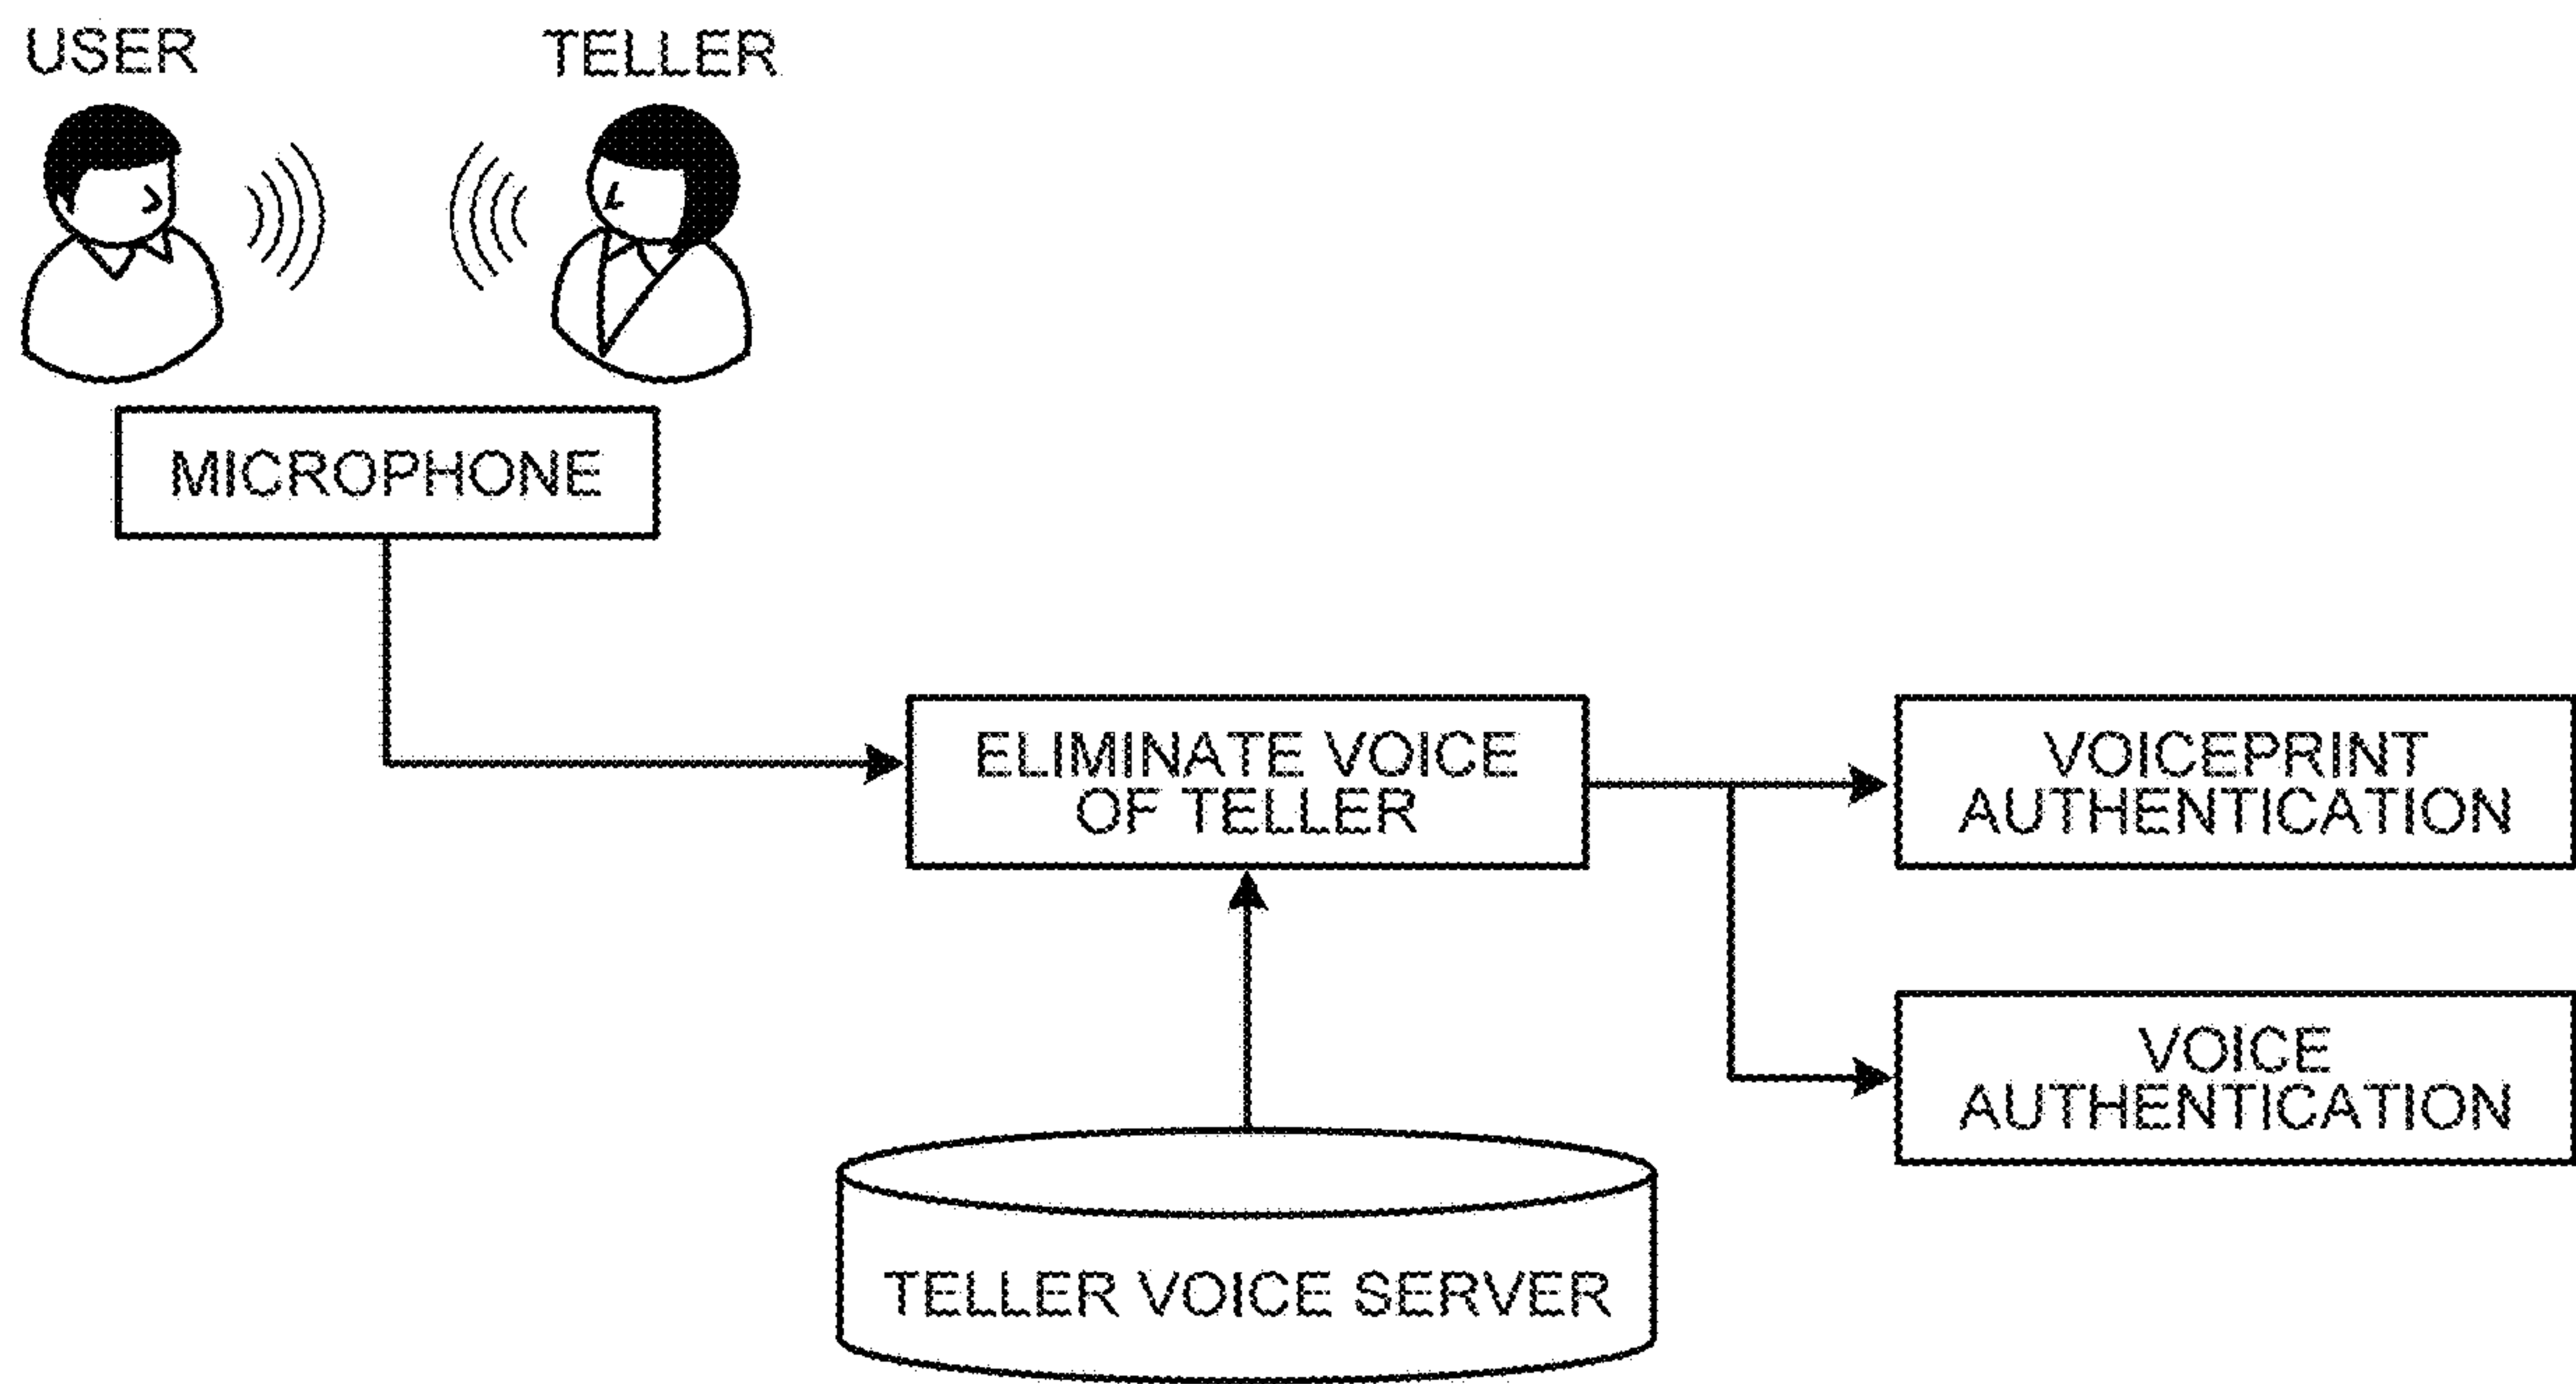 USER
TELLER
MICROPHONE
ELIMINATE VOICE
OF TELLER
VOICEPRINT
AUTHENTICATION
VOICE
AUTHENTICATION
TELLER VOICE SERVER